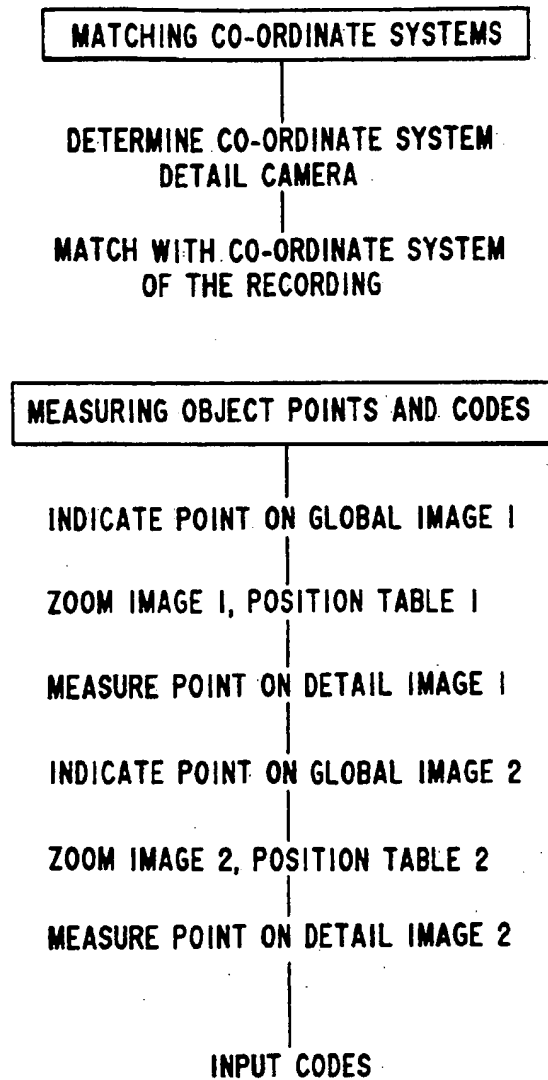 MATCHING CO-ORDINATE SYSTEMS
DETERMINE CO-ORDINATE SYSTEM
DETAIL CAMERA
MATCH WITH CO-ORDINATE SYSTEM
OF THE RECORDING
MEASURING OBJECT POINTS AND CODES
INDICATE POINT ON GLOBAL IMAGE 1
ZOOM IMAGE 1, POSITION TABLE 1
MEASURE POINT ON DETAIL IMAGE 1
INDICATE POINT ON GLOBAL IMAGE 2
ZOOM IMAGE 2, POSITION TABLE 2
MEASURE POINT ON DETAIL IMAGE 2
INPUT CODES